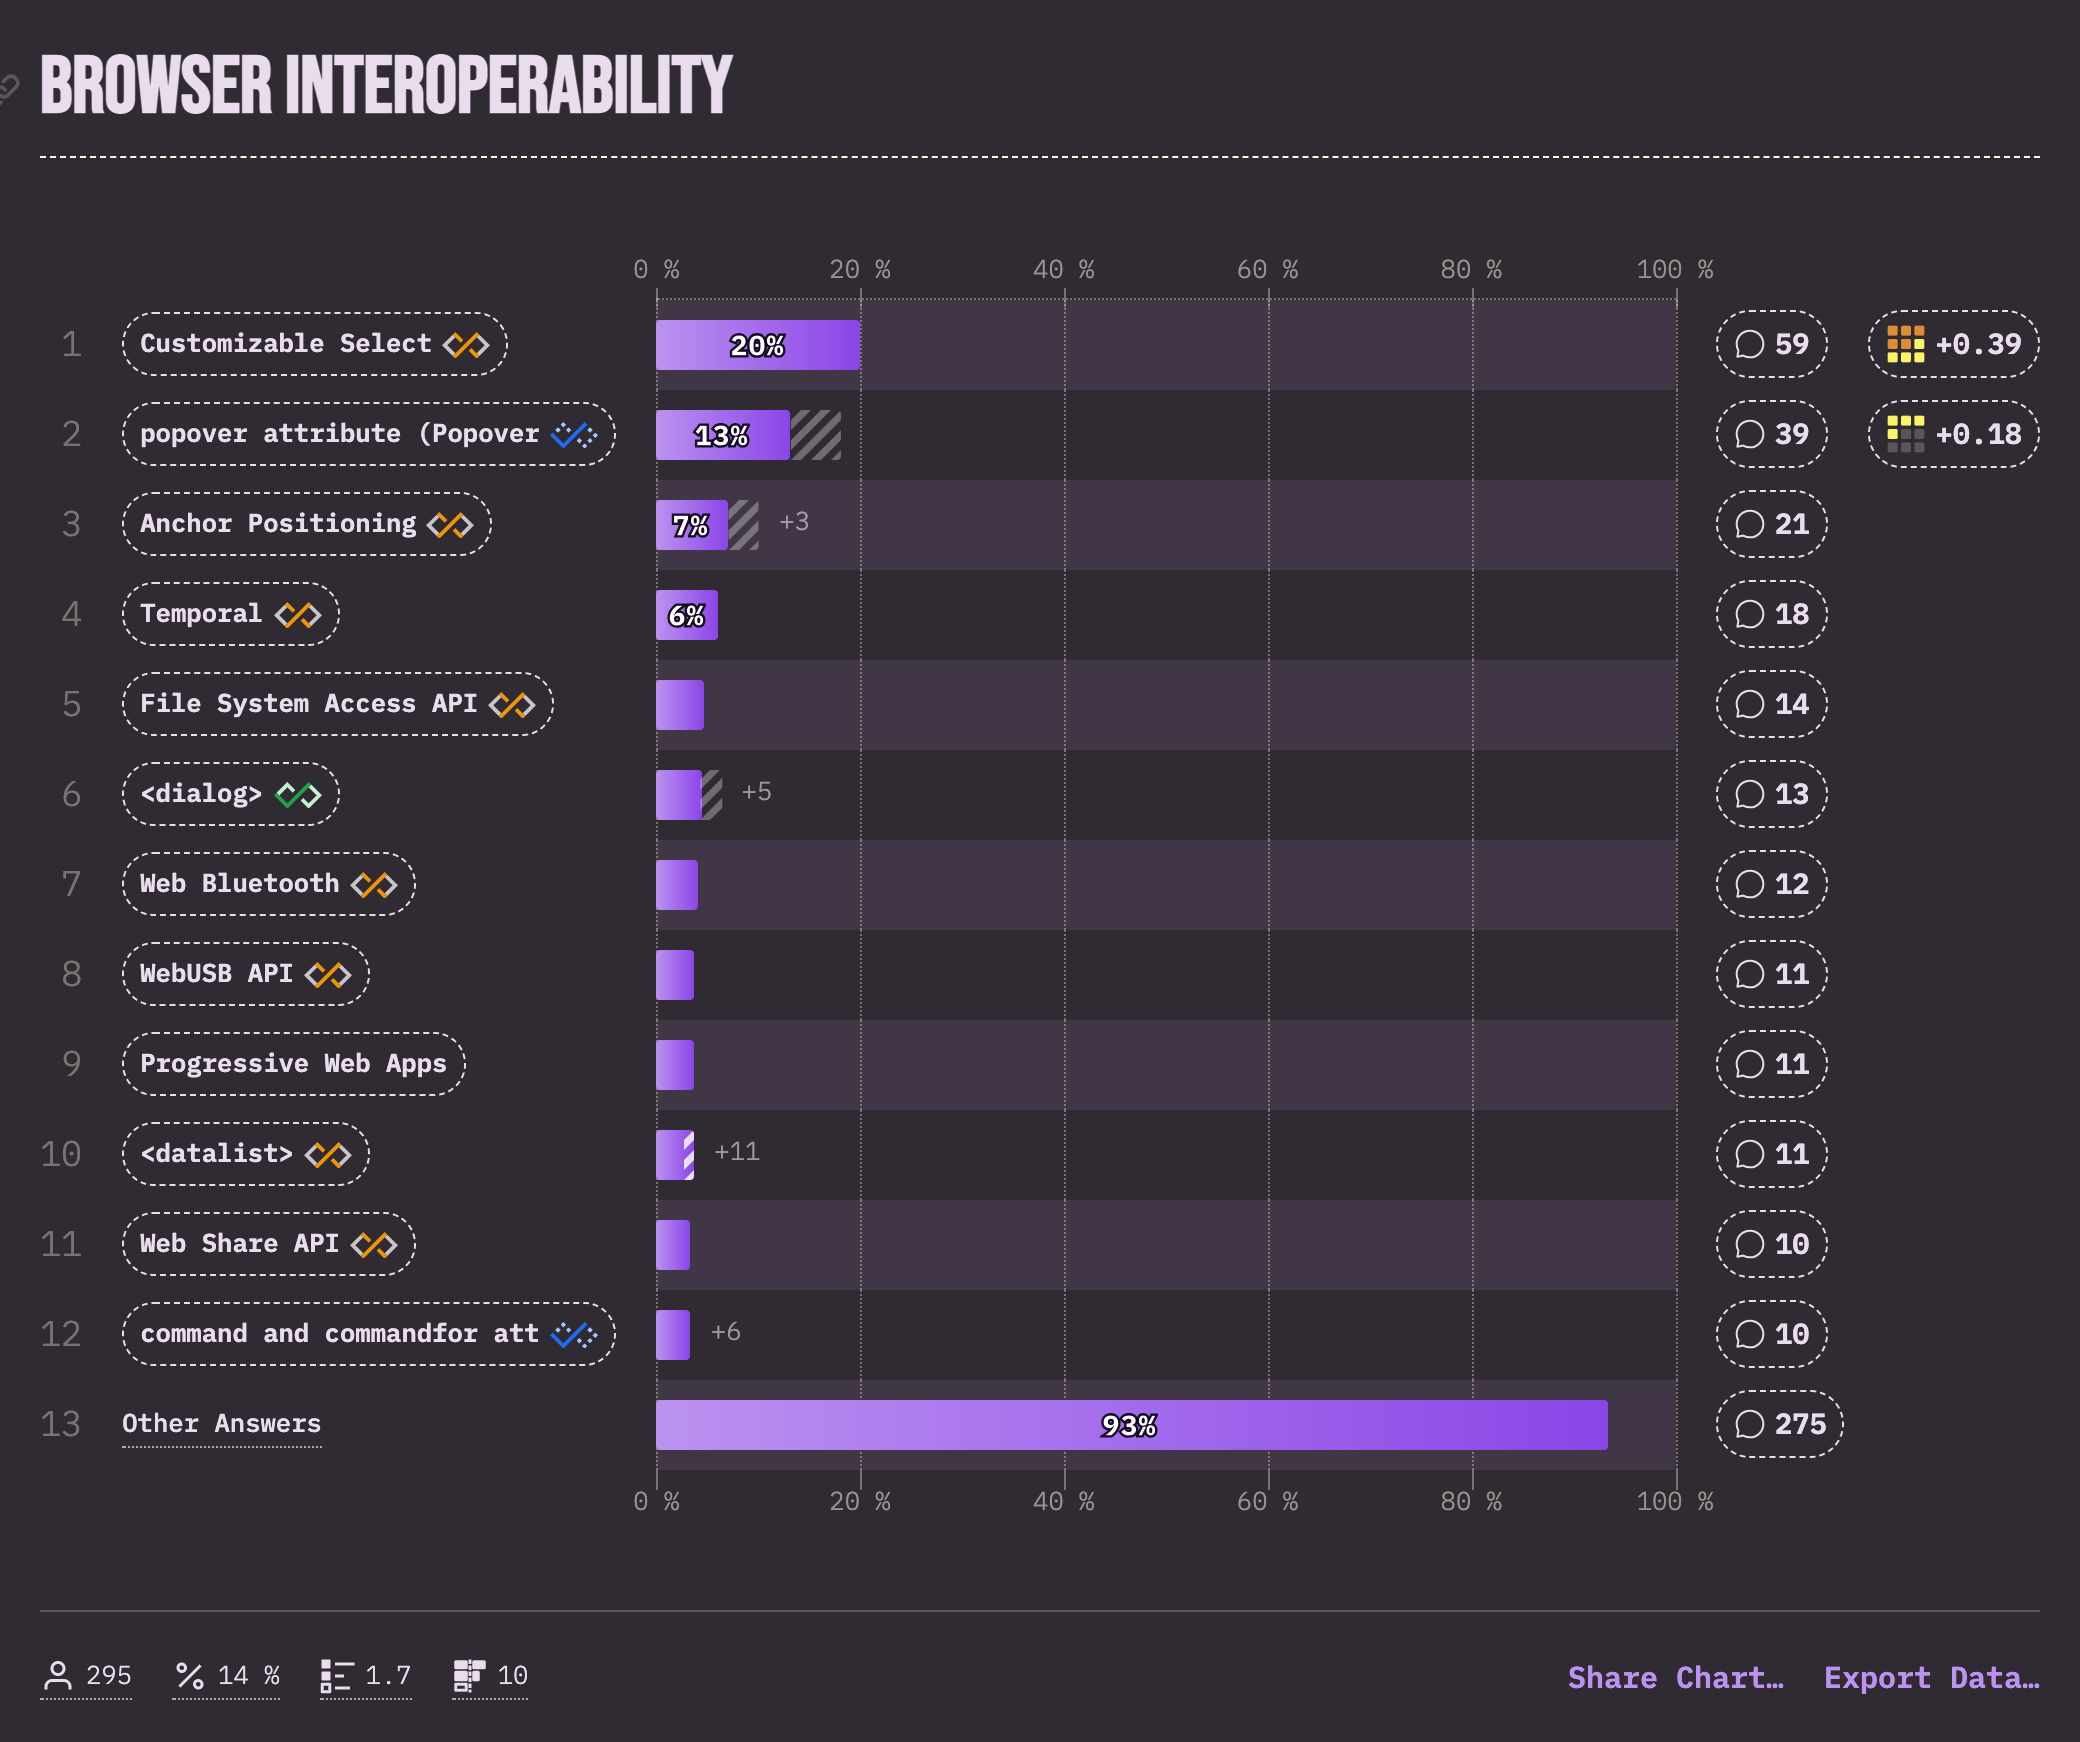 BROWSER INTEROPERABILITY
0 % 20 % 40 % 60 % 80 % 100 %
1 Customizable Select 20% 59 +0.39
2 popover attribute (Popover 13% 39 +0.18
3 Anchor Positioning 7% +3 21
4 Temporal 6% 18
5 File System Access API 14
6 <dialog> +5 13
7 Web Bluetooth 12
8 WebUSB API 11
9 Progressive Web Apps 11
10 <datalist> +11 11
11 Web Share API 10
12 command and commandfor att +6 10
13 Other Answers 93% 275
0 % 20 % 40 % 60 % 80 % 100 %
295 14 % 1.7 10 Share Chart… Export Data…